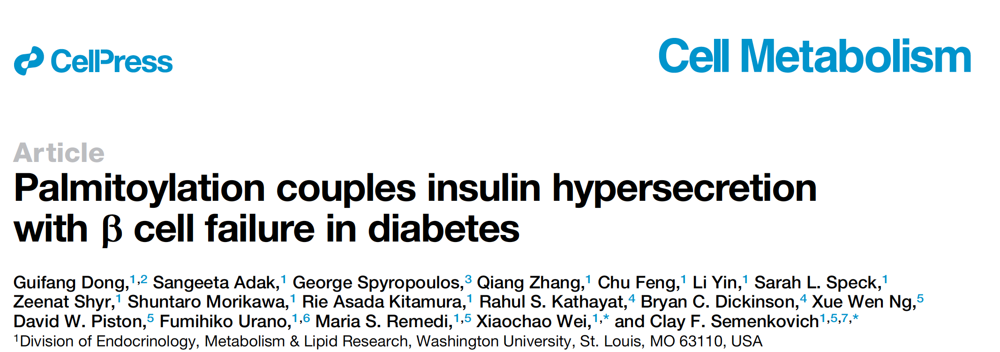 CellPress
Cell Metabolism
Article
Palmitoylation couples insulin hypersecretion
with β cell failure in diabetes
Guifang Dong,1,2 Sangeeta Adak,1 George Spyropoulos,3 Qiang Zhang,1 Chu Feng,1 Li Yin,1 Sarah L. Speck,1
Zeenat Shyr,1 Shuntaro Morikawa,1 Rie Asada Kitamura,1 Rahul S. Kathayat,4 Bryan C. Dickinson,4 Xue Wen Ng,5
David W. Piston,5 Fumihiko Urano,1,6 Maria S. Remedi,1,5 Xiaochao Wei,1,* and Clay F. Semenkovich1,5,7,*
1Division of Endocrinology, Metabolism & Lipid Research, Washington University, St. Louis, MO 63110, USA